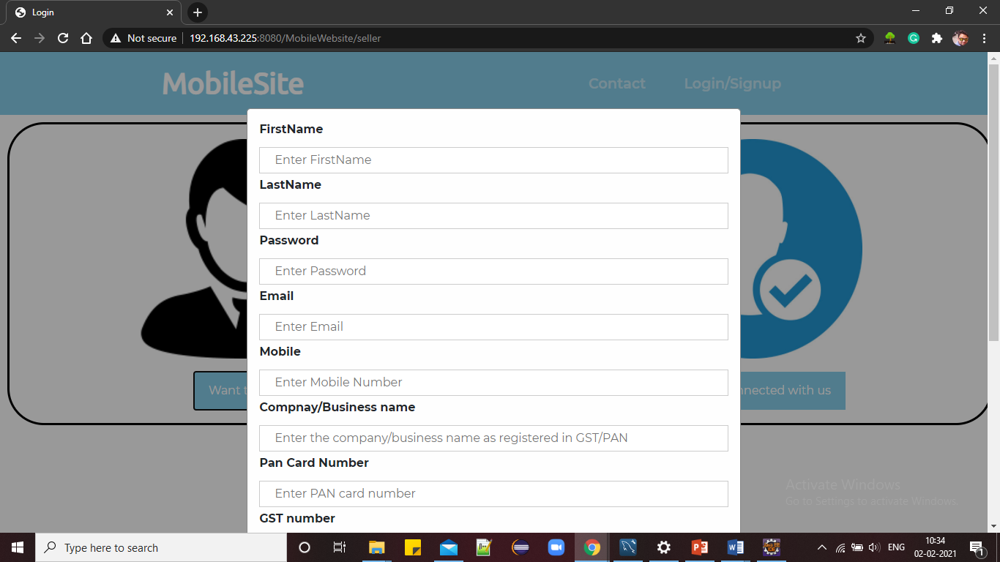 Login
Not secure
192.168.43.225:8080/MobileWebsite/seller
MobileSite
Contact
Login/Signup
FirstName
Enter FirstName
LastName
Enter LastName
Password
Enter Password
Email
Enter Email
Mobile
Enter Mobile Number
Want
nnected with us
Compnay/Business name
Enter the company/business name as registered in GST/PAN
Pan Card Number
Enter PAN card number
GST number
Activate Windows
Go to Settings to activate Windows.
Type here to search
ENG
10:34
02-02-2021
1